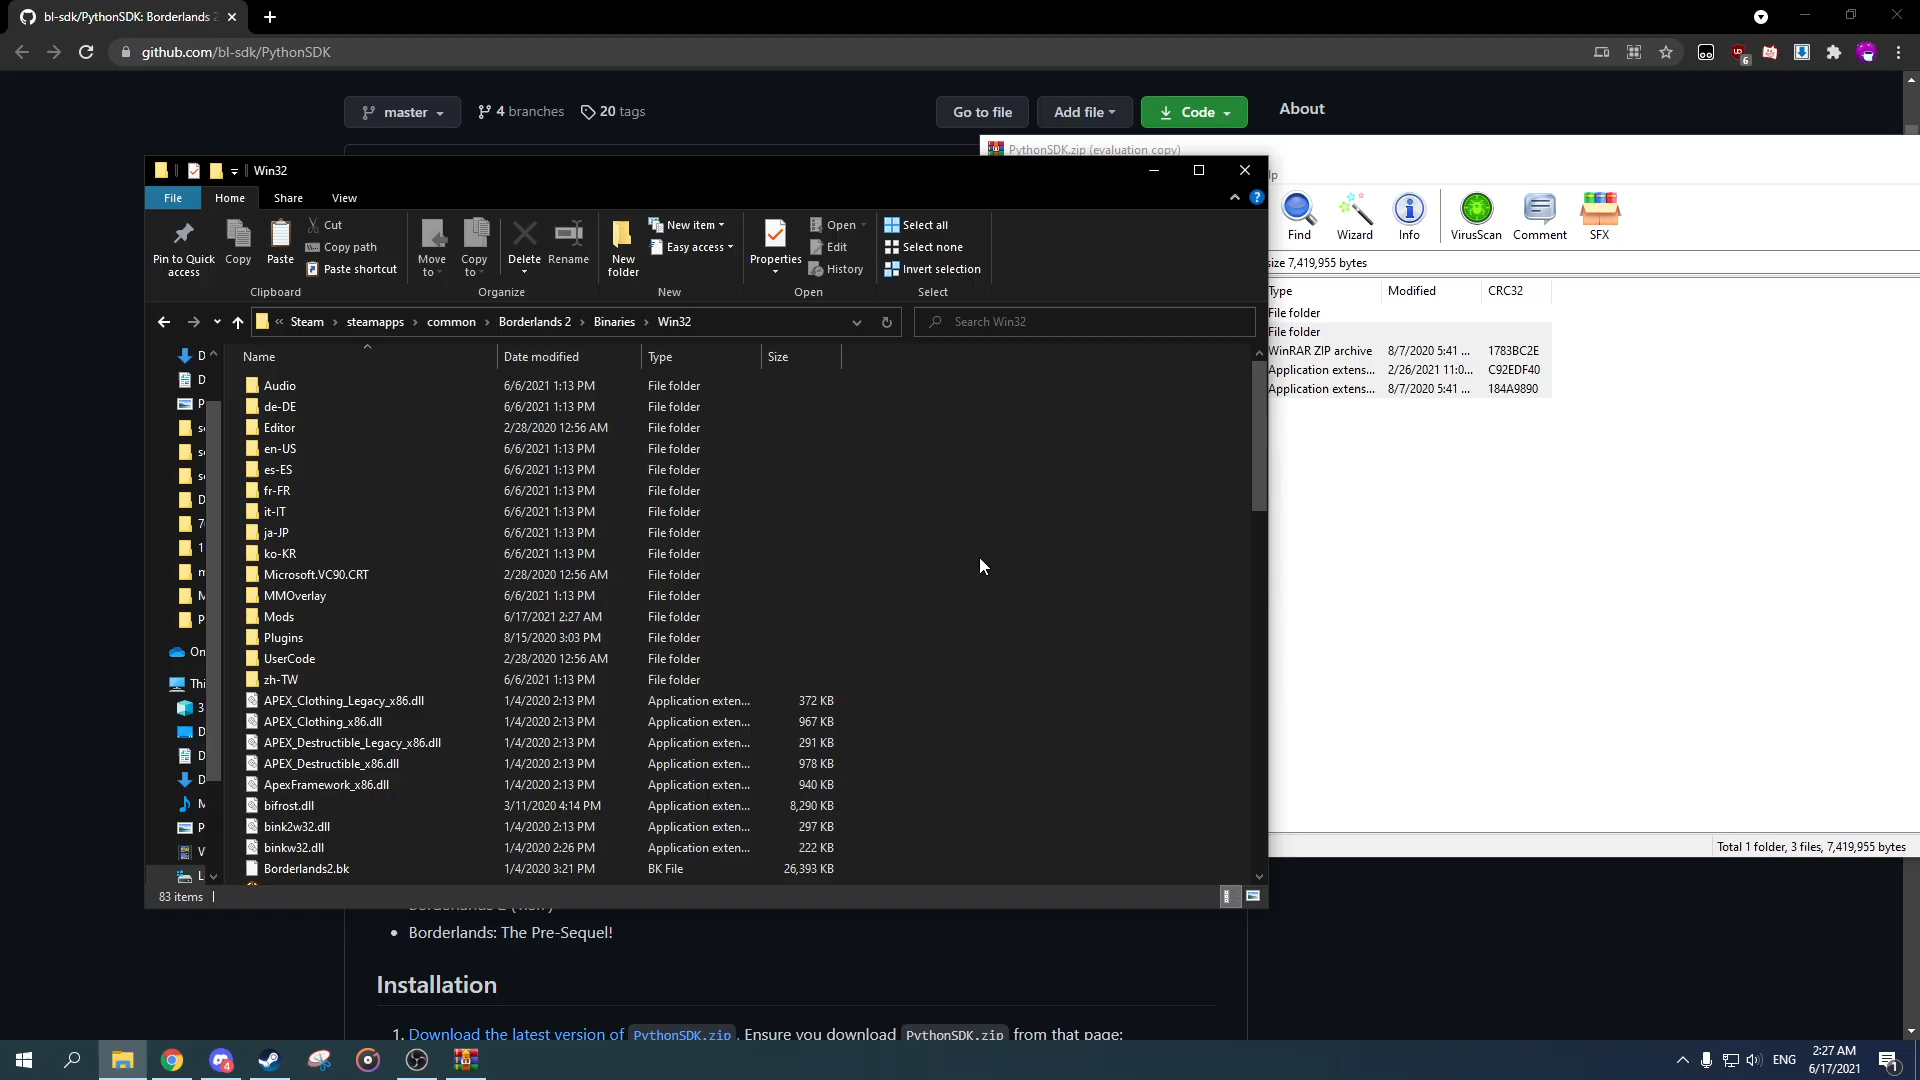 bl-sdk/PythonSDK: Borderlands 2
github.com/bl-sdk/PythonSDK
6
master
4 branches
20 tags
Go to file
Add file
Code
About
PythonSDK.zip (evaluation copy)
Win32
File
Home
Share
View
Pin to Quick access
Copy
Paste
Cut
Copy path
Paste shortcut
Move to
Copy to
Delete
Rename
New folder
New item
Easy access
Properties
Open
Edit
History
Select all
Select none
Invert selection
Clipboard
Organize
New
Open
Select
Find
Wizard
Info
VirusScan
Comment
SFX
size 7,419,955 bytes
« Steam › steamapps › common › Borderlands 2 › Binaries › Win32
Search Win32
Name Date modified Type Size
Audio 6/6/2021 1:13 PM File folder
de-DE 6/6/2021 1:13 PM File folder
Editor 2/28/2020 12:56 AM File folder
en-US 6/6/2021 1:13 PM File folder
es-ES 6/6/2021 1:13 PM File folder
fr-FR 6/6/2021 1:13 PM File folder
it-IT 6/6/2021 1:13 PM File folder
ja-JP 6/6/2021 1:13 PM File folder
ko-KR 6/6/2021 1:13 PM File folder
Microsoft.VC90.CRT 2/28/2020 12:56 AM File folder
MMOverlay 6/6/2021 1:13 PM File folder
Mods 6/17/2021 2:27 AM File folder
Plugins 8/15/2020 3:03 PM File folder
UserCode 2/28/2020 12:56 AM File folder
zh-TW 6/6/2021 1:13 PM File folder
APEX_Clothing_Legacy_x86.dll 1/4/2020 2:13 PM Application exten... 372 KB
APEX_Clothing_x86.dll 1/4/2020 2:13 PM Application exten... 967 KB
APEX_Destructible_Legacy_x86.dll 1/4/2020 2:13 PM Application exten... 291 KB
APEX_Destructible_x86.dll 1/4/2020 2:13 PM Application exten... 978 KB
ApexFramework_x86.dll 1/4/2020 2:13 PM Application exten... 940 KB
bifrost.dll 3/11/2020 4:14 PM Application exten... 8,290 KB
bink2w32.dll 1/4/2020 2:13 PM Application exten... 297 KB
binkw32.dll 1/4/2020 2:26 PM Application exten... 222 KB
Borderlands2.bk 1/4/2020 3:21 PM BK File 26,393 KB
83 items
Type Modified CRC32
File folder
File folder
WinRAR ZIP archive 8/7/2020 5:41 ... 1783BC2E
Application extens... 2/26/2021 11:0... C92EDF40
Application extens... 8/7/2020 5:41 ... 184A9890
Total 1 folder, 3 files, 7,419,955 bytes
Borderlands: The Pre-Sequel!
Installation
1. Download the latest version of PythonSDK.zip. Ensure you download PythonSDK.zip from that page:
4
ENG
2:27 AM
6/17/2021
1